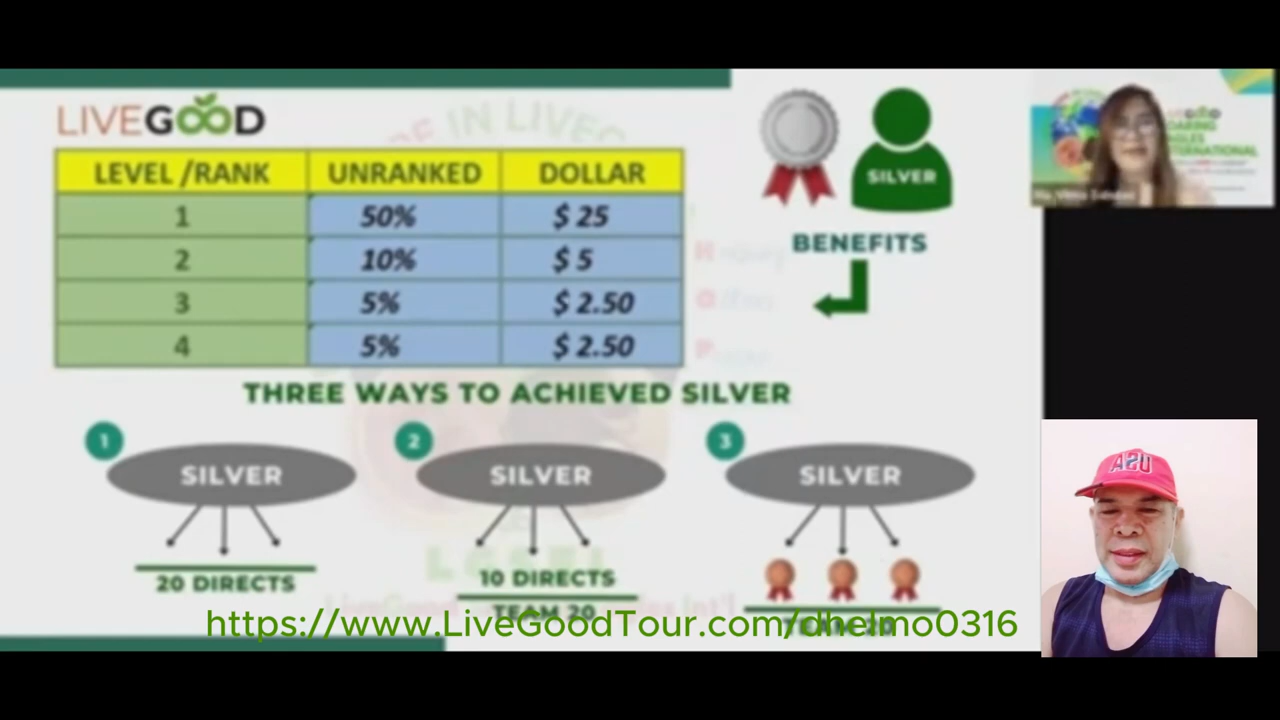 LIVEGOOD
LEVEL /RANK UNRANKED DOLLAR
1 50% $ 25
2 10% $ 5
3 5% $ 2.50
4 5% $ 2.50
SILVER
BENEFITS
THREE WAYS TO ACHIEVED SILVER
1 2 3
SILVER SILVER SILVER
20 DIRECTS
10 DIRECTS
TEAM 20
https://www.LiveGoodTour.com/dhelmo0316
A2U